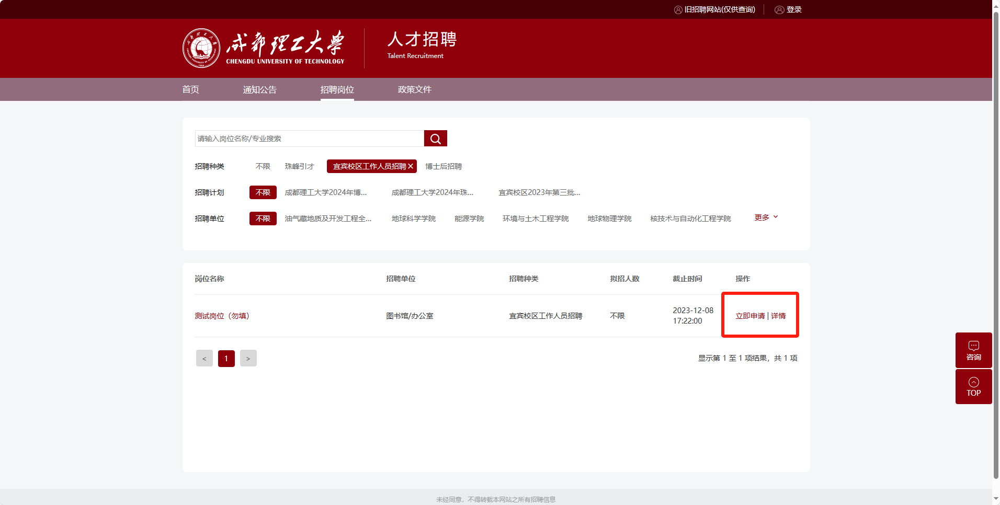 旧招聘网站(仅供查询) 登录
成都理工大学
CHENGDU UNIVERSITY OF TECHNOLOGY
人才招聘
Talent Recruitment
首页 通知公告 招聘岗位 政策文件
请输入岗位名称/专业搜索
招聘种类 不限 珠峰引才 宜宾校区工作人员招聘 博士后招聘
招聘计划 不限 成都理工大学2024年博... 成都理工大学2024年珠... 宜宾校区2023年第三批...
招聘单位 不限 油气藏地质及开发工程全... 地球科学学院 能源学院 环境与土木工程学院 地球物理学院 核技术与自动化工程学院 更多
岗位名称 招聘单位 招聘种类 拟招人数 截止时间 操作
测试岗位（勿填） 图书馆/办公室 宜宾校区工作人员招聘 不限 2023-12-08 17:22:00 立即申请 | 详情
< 1 > 显示第 1 至 1 项结果，共 1 项
咨询
TOP
未经同意，不得转载本网站之所有招聘信息